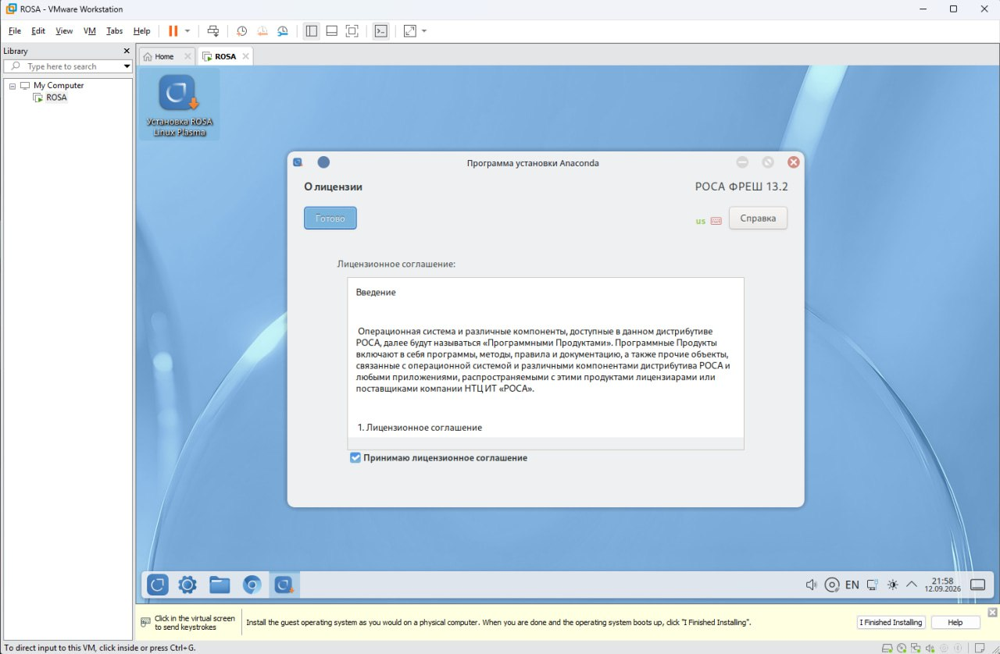 ROSA - VMware Workstation
File Edit View VM Tabs Help
Library
Type here to search
My Computer
ROSA
Home
ROSA
Установка ROSA
Linux Plasma
Программа установки Anaconda
О лицензии
РОСА ФРЕШ 13.2
Готово
us
Справка
Лицензионное соглашение:
Введение
Операционная система и различные компоненты, доступные в данном дистрибутиве
РОСА, далее будут называться «Программными Продуктами». Программные Продукты
включают в себя программы, методы, правила и документацию, а также прочие объекты,
связанные с операционной системой и различными компонентами дистрибутива РОСА и
любыми приложениями, распространяемыми с этими продуктами лицензиарами или
поставщиками компании НТЦ ИТ «РОСА».
1. Лицензионное соглашение
Принимаю лицензионное соглашение
EN
21:58
12.09.2026
Click in the virtual screen
to send keystrokes
Install the guest operating system as you would on a physical computer. When you are done and the operating system boots up, click "I Finished Installing".
I Finished Installing
Help
To direct input to this VM, click inside or press Ctrl+G.